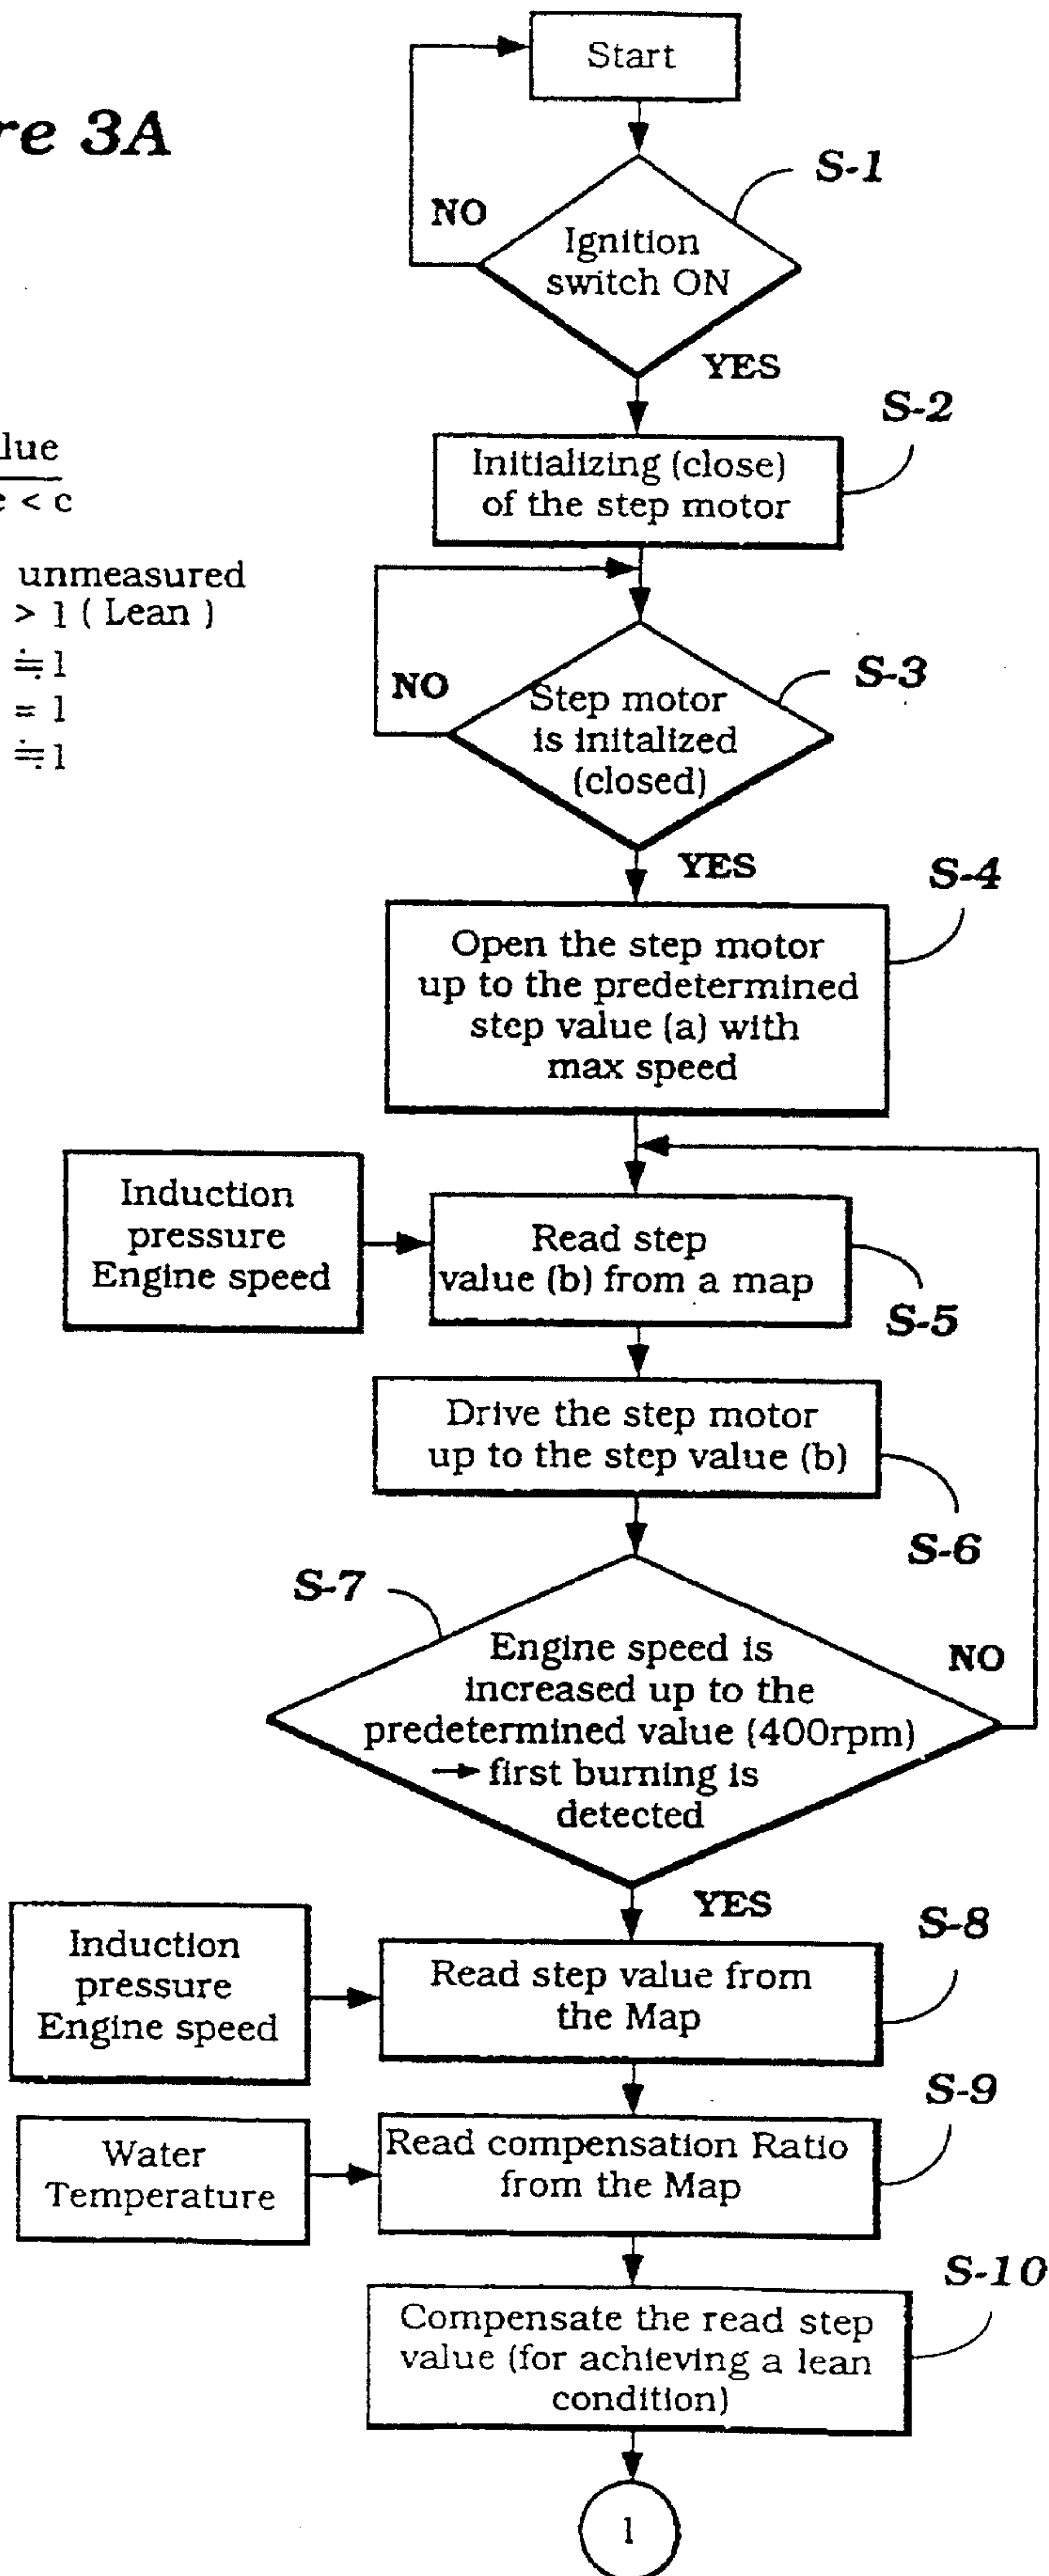 re 3A
Start
S-1
NO
Ignition
switch ON
YES
S-2
Initializing (close)
of the step motor
lue
e < c
unmeasured
> 1 ( Lean )
≒ 1
= 1
≒ 1
S-3
NO
Step motor
is initalized
(closed)
YES
S-4
Open the step motor
up to the predetermined
step value (a) with
max speed
Induction
pressure
Engine speed
Read step
value (b) from a map
S-5
Drive the step motor
up to the step value (b)
S-6
S-7
Engine speed is
increased up to the
predetermined value (400rpm)
→ first burning is
detected
NO
YES
S-8
Induction
pressure
Engine speed
Read step value from
the Map
S-9
Water
Temperature
Read compensation Ratio
from the Map
S-10
Compensate the read step
value (for achieving a lean
condition)
1